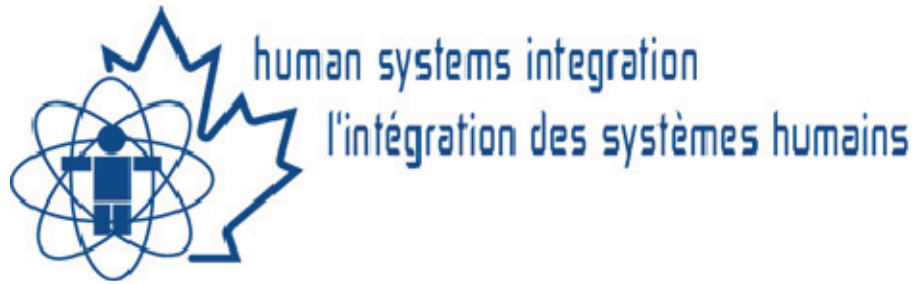 human systems integration
l'intégration des systèmes humains